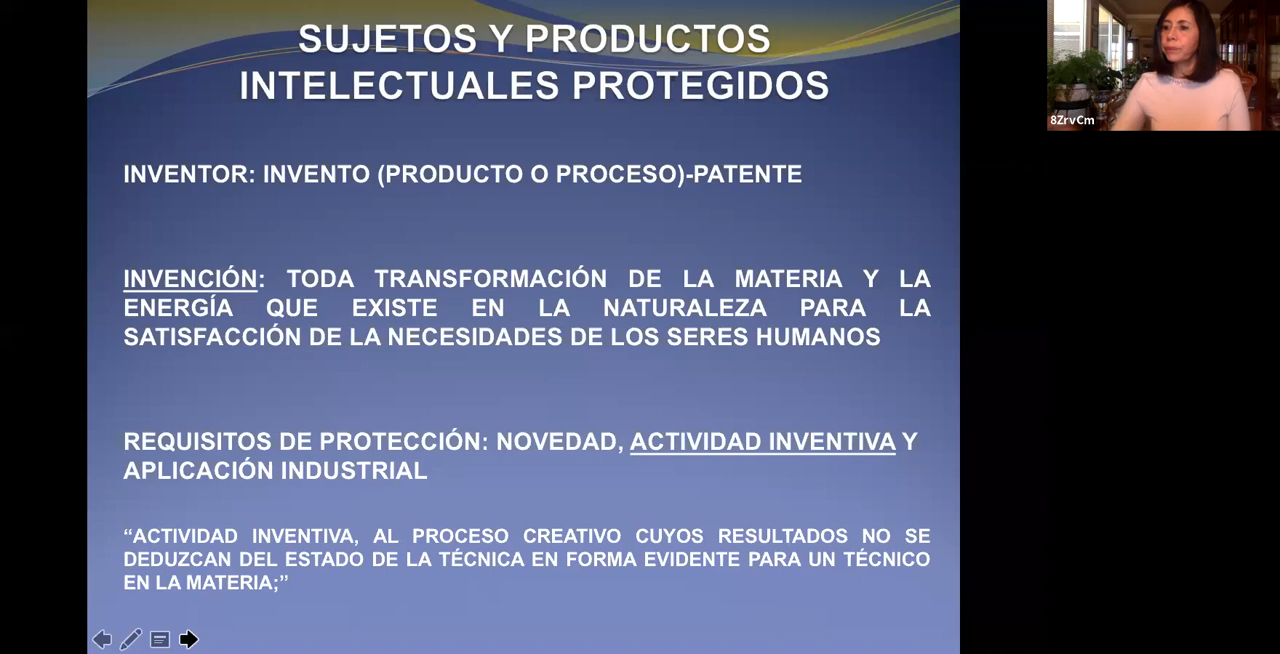 SUJETOS Y PRODUCTOS
INTELECTUALES PROTEGIDOS
8ZrvCm
INVENTOR: INVENTO (PRODUCTO O PROCESO)-PATENTE
INVENCIÓN: TODA TRANSFORMACIÓN DE LA MATERIA Y LA
ENERGÍA QUE EXISTE EN LA NATURALEZA PARA LA
SATISFACCIÓN DE LA NECESIDADES DE LOS SERES HUMANOS
REQUISITOS DE PROTECCIÓN: NOVEDAD, ACTIVIDAD INVENTIVA Y
APLICACIÓN INDUSTRIAL
“ACTIVIDAD INVENTIVA, AL PROCESO CREATIVO CUYOS RESULTADOS NO SE
DEDUZCAN DEL ESTADO DE LA TÉCNICA EN FORMA EVIDENTE PARA UN TÉCNICO
EN LA MATERIA;”